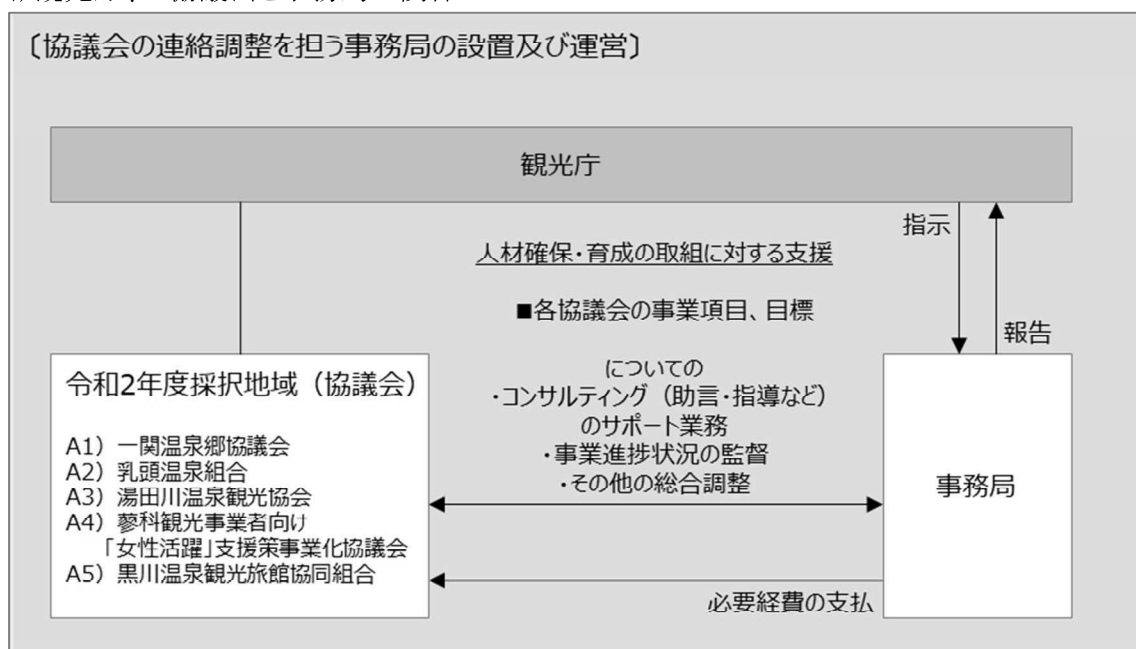 〔協議会の連絡調整を担う事務局の設置及び運営〕
観光庁
指示
報告
人材確保・育成の取組に対する支援
■各協議会の事業項目、目標
についての
・コンサルティング（助言・指導など）
のサポート業務
・事業進捗状況の監督
・その他の総合調整
令和2年度採択地域（協議会）
A1）一関温泉郷協議会
A2）乳頭温泉組合
A3）湯田川温泉観光協会
A4）蓼科観光事業者向け
「女性活躍」支援策事業化協議会
A5）黒川温泉観光旅館協同組合
事務局
必要経費の支払